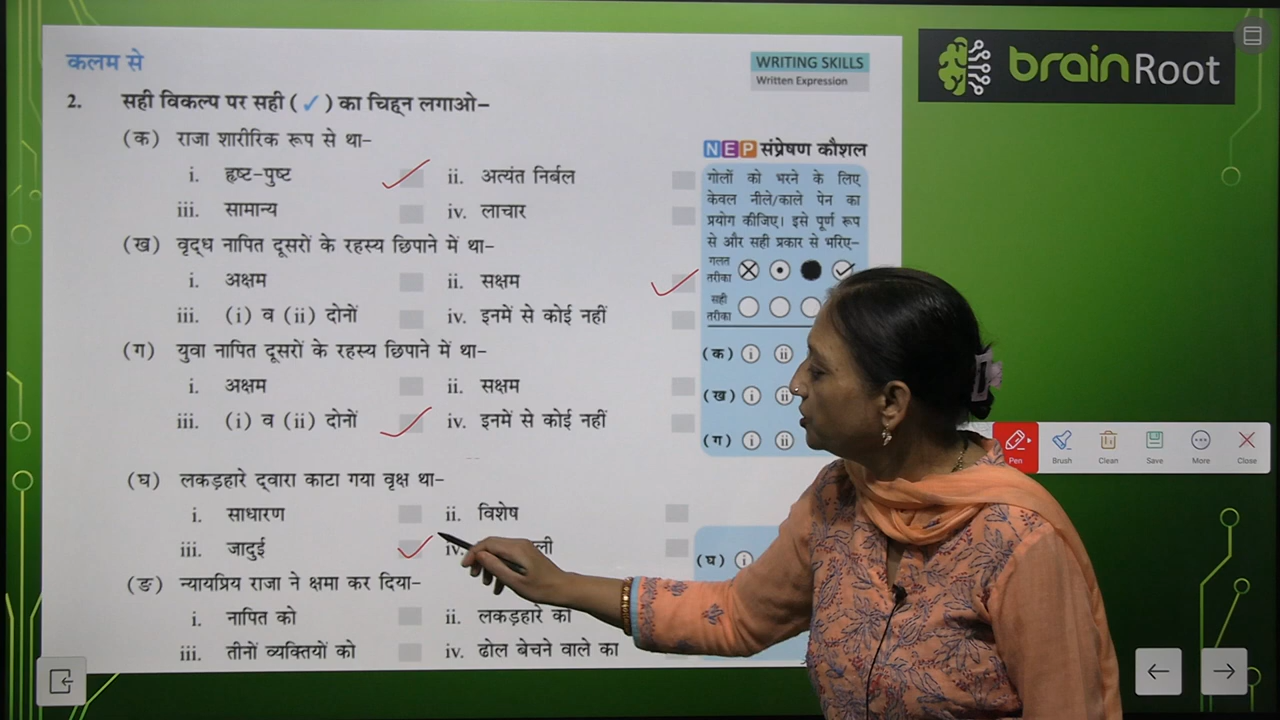 कलम से
WRITING SKILLS
Written Expression
brainRoot
2. सही विकल्प पर सही ( ✓ ) का चिह्न लगाओ–
(क) राजा शारीरिक रूप से था–
i. हृष्ट-पुष्ट ii. अत्यंत निर्बल
iii. सामान्य iv. लाचार
(ख) वृद्ध नापित दूसरों के रहस्य छिपाने में था–
i. अक्षम ii. सक्षम
iii. (i) व (ii) दोनों iv. इनमें से कोई नहीं
(ग) युवा नापित दूसरों के रहस्य छिपाने में था–
i. अक्षम ii. सक्षम
iii. (i) व (ii) दोनों iv. इनमें से कोई नहीं
(घ) लकड़हारे द्वारा काटा गया वृक्ष था–
i. साधारण ii. विशेष
iii. जादुई iv.
(ङ) न्यायप्रिय राजा ने क्षमा कर दिया–
i. नापित को ii. लकड़हारे को
iii. तीनों व्यक्तियों को iv. ढोल बेचने वाले का
NEP संप्रेषण कौशल
गोलों को भरने के लिए
केवल नीले/काले पेन का
प्रयोग कीजिए। इसे पूर्ण रूप
से और सही प्रकार से भरिए–
गलत
तरीका
सही
तरीका
(क) i ii
(ख) i ii
(ग) i ii
(घ) i
Pen Brush Clean Save More Close